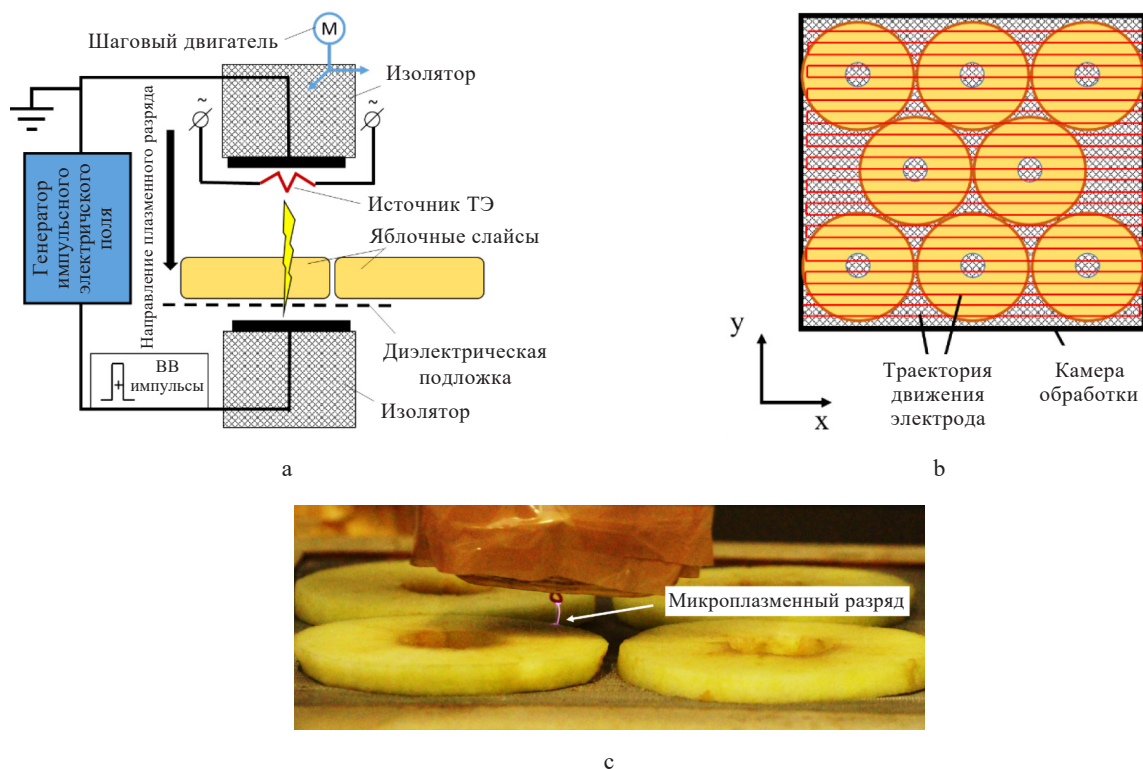 Шаговый двигатель
М
Изолятор
~
~
Направление плазменного разряда
Генератор
импульсного
электричского
поля
Источник ТЭ
Яблочные слайсы
ВВ
импульсы
+
Диэлектрическая
подложка
Изолятор
a
y
x
Траектория
движения
электрода
Камера
обработки
b
Микроплазменный разряд
c